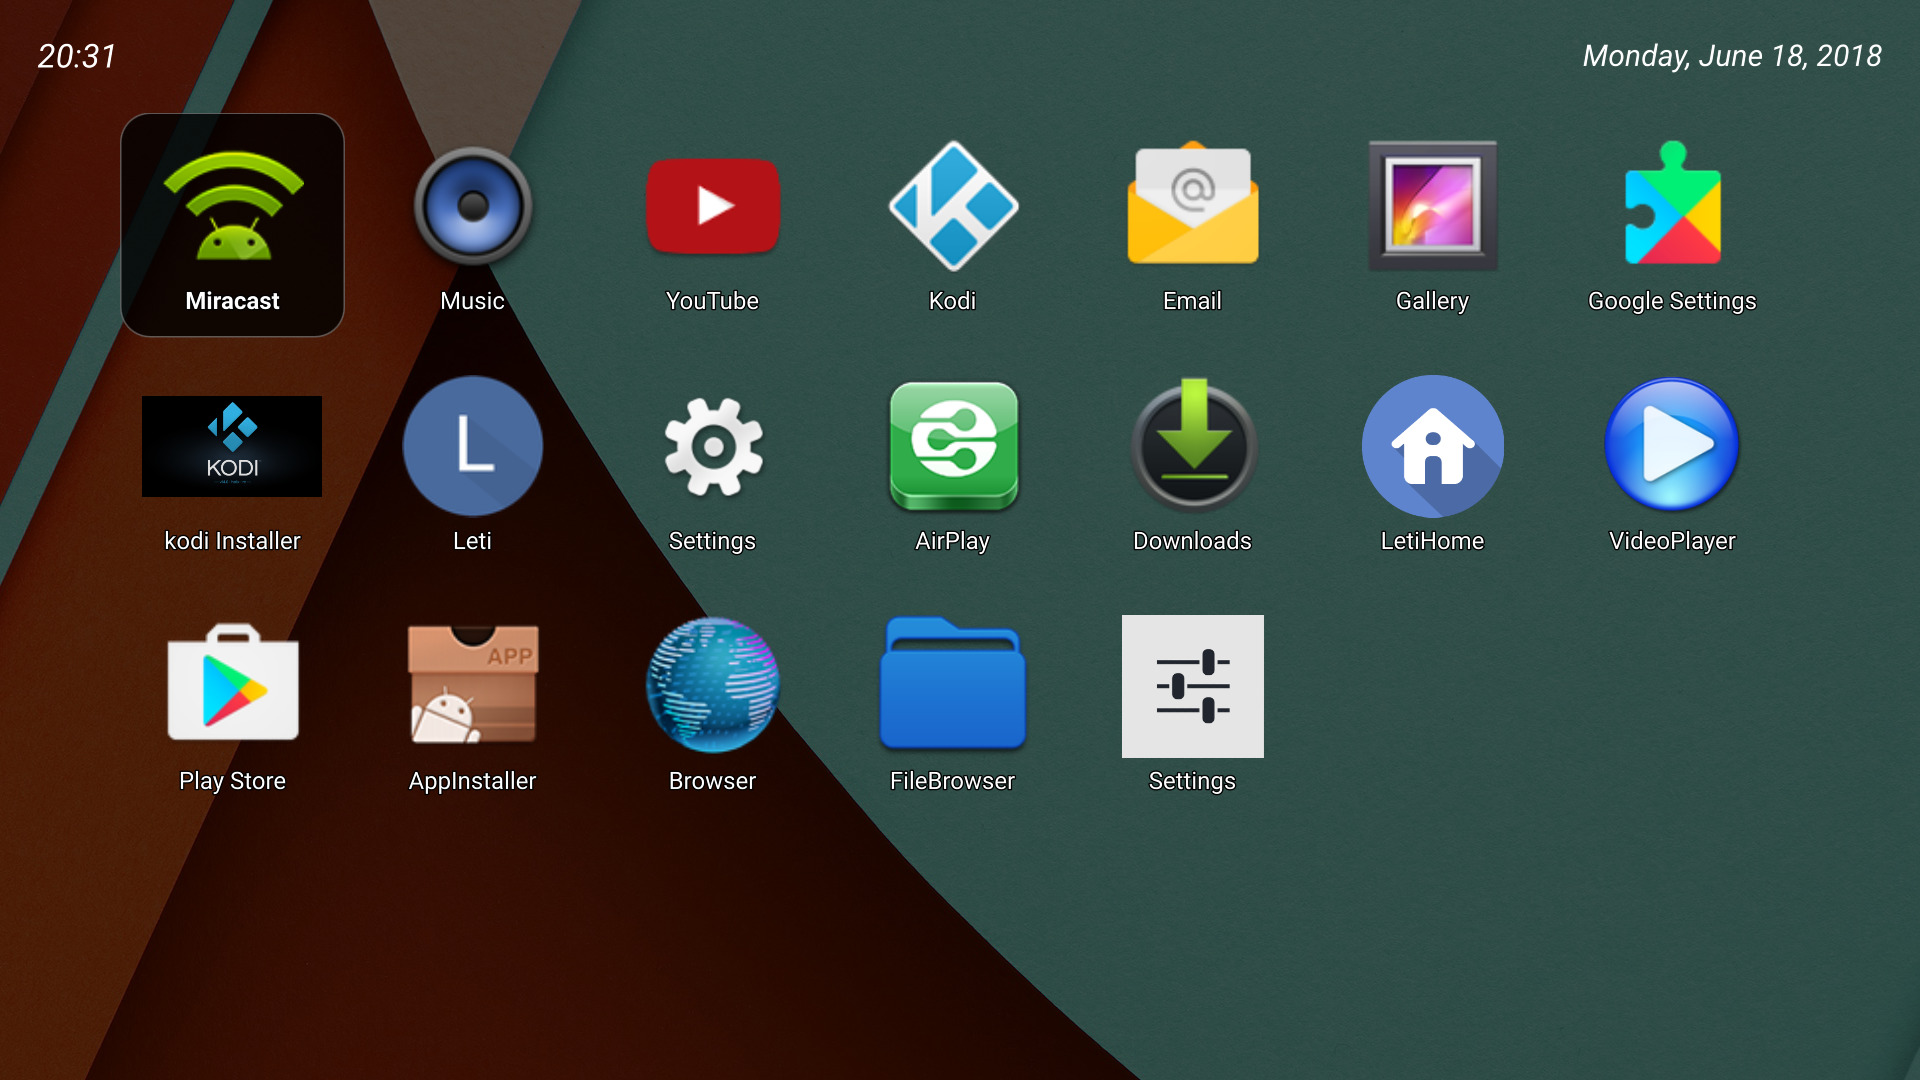 20:31
Monday, June 18, 2018
Miracast
Music
YouTube
Kodi
Email
Gallery
Google Settings
KODI
L
kodi Installer
Leti
Settings
AirPlay
Downloads
LetiHome
VideoPlayer
APP
Play Store
AppInstaller
Browser
FileBrowser
Settings